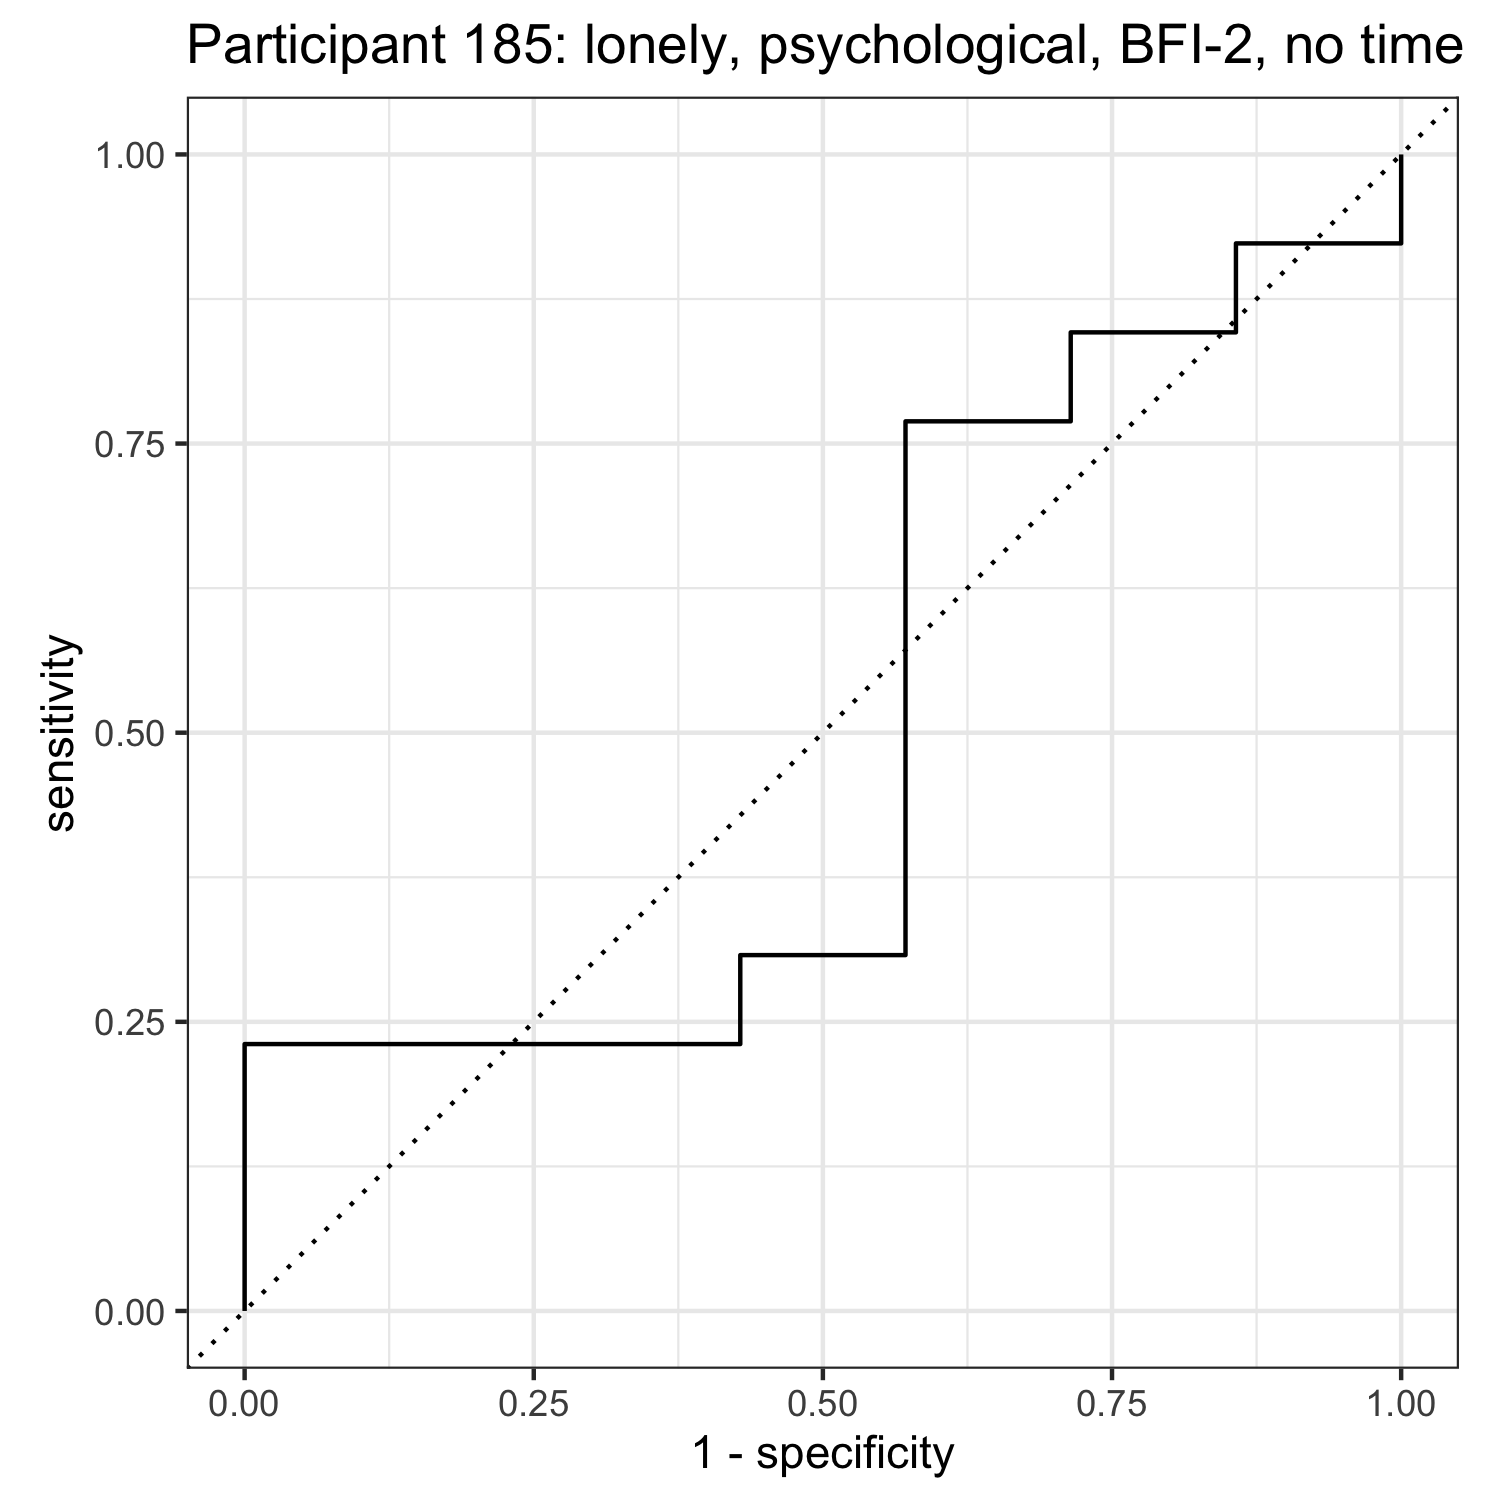 Participant 185: lonely, psychological, BFI-2, no time
1.00
0.75
0.50
0.25
0.00
sensitivity
0.00 0.25 0.50 0.75 1.00
1 - specificity